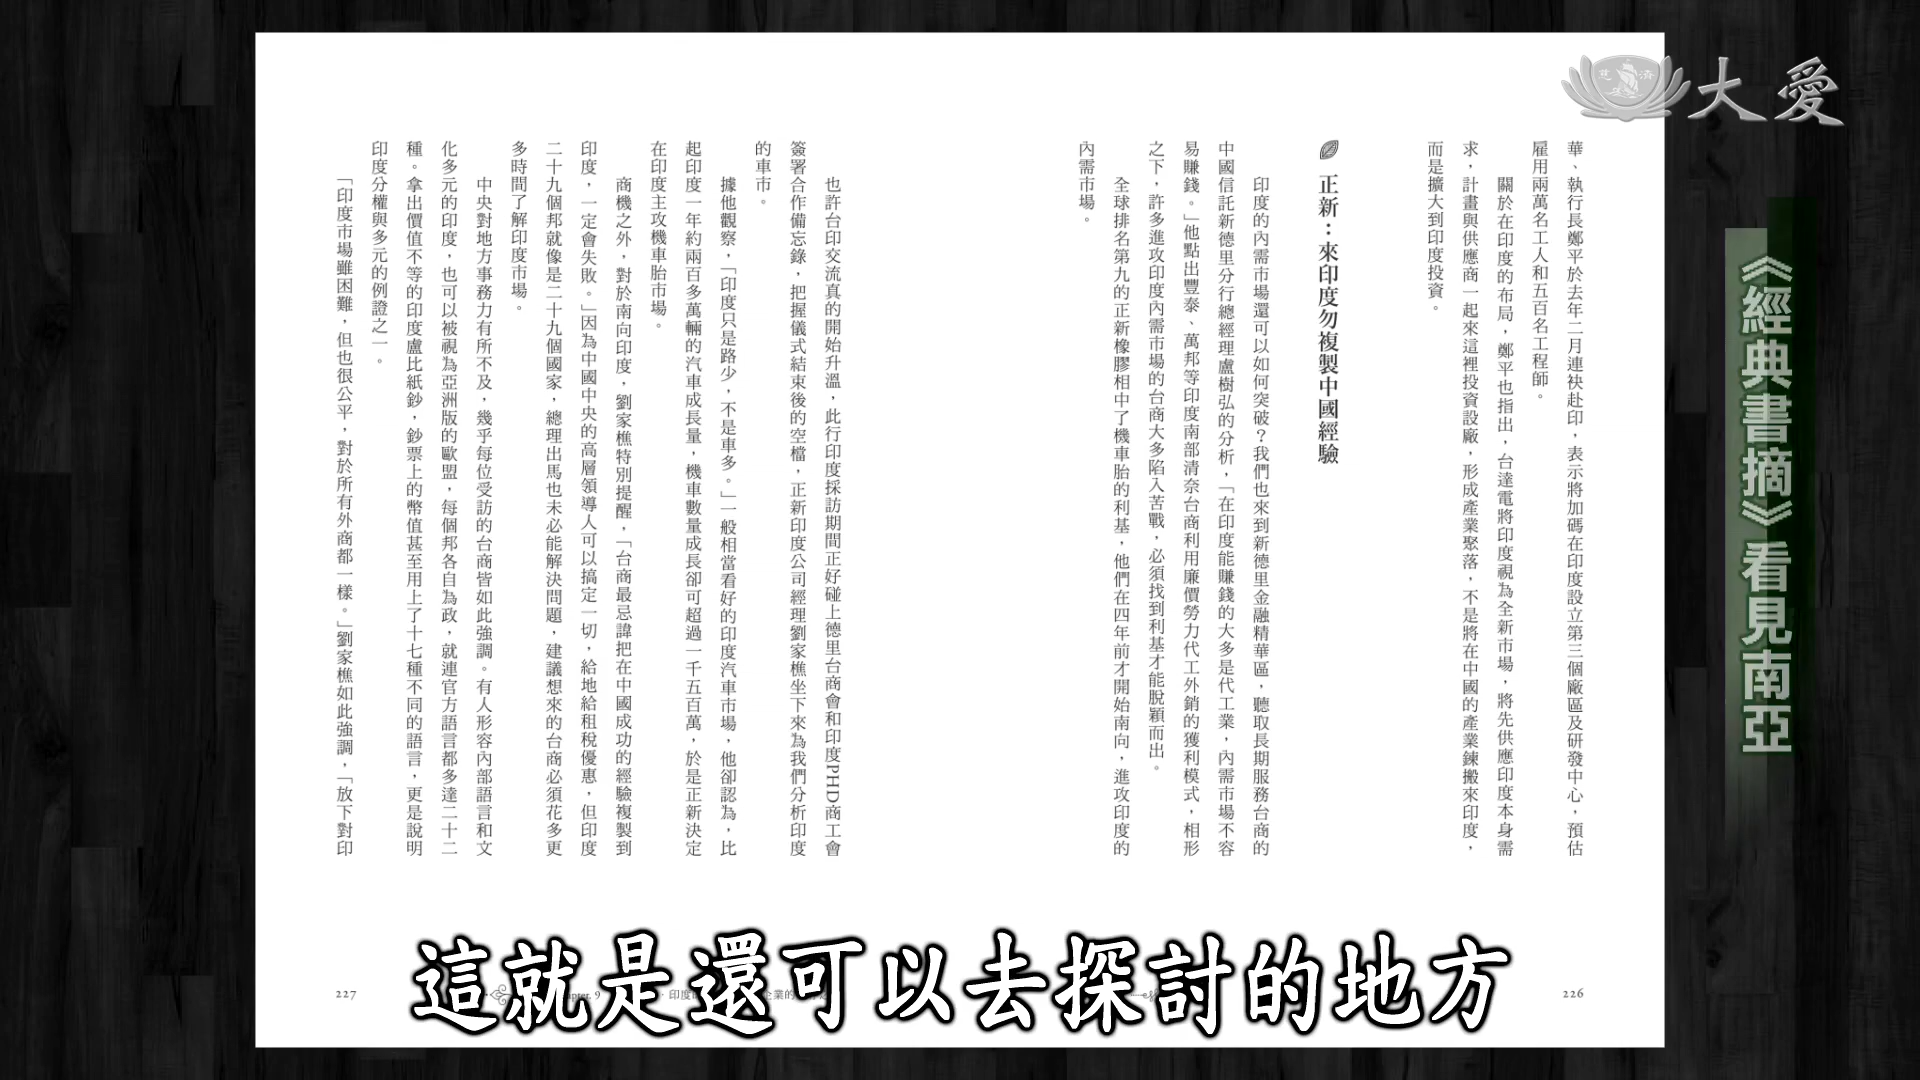 大愛
慈濟
《經典書摘》看見南亞
華、執行長鄭平於去年二月連袂赴印，表示將加碼在印度設立第三個廠區及研發中心，預估
雇用兩萬名工人和五百名工程師。
關於在印度的布局，鄭平也指出，台達電將印度視為全新市場，將先供應印度本身需
求，計畫與供應商一起來這裡投資設廠，形成產業聚落，不是將在中國的產業鍊搬來印度，
而是擴大到印度投資。
正新：來印度勿複製中國經驗
印度的內需市場還可以如何突破？我們也來到新德里金融精華區，聽取長期服務台商的
中國信託新德里分行總經理盧樹弘的分析，「在印度能賺錢的大多是代工業，內需市場不容
易賺錢。」他點出豐泰、萬邦等印度南部清奈台商利用廉價勞力代工外銷的獲利模式，相形
之下，許多進攻印度內需市場的台商大多陷入苦戰，必須找到利基才能脫穎而出。
全球排名第九的正新橡膠相中了機車胎的利基，他們在四年前才開始南向，進攻印度的
內需市場。
也許台印交流真的開始升溫，此行印度採訪期間正好碰上德里台商會和印度PHD商工會
簽署合作備忘錄，把握儀式結束後的空檔，正新印度公司經理劉家樵坐下來為我們分析印度
的車市。
據他觀察，「印度只是路少，不是車多。」一般相當看好的印度汽車市場，他卻認為，比
起印度一年約兩百多萬輛的汽車成長量，機車數量成長卻可超過一千五百萬，於是正新決定
在印度主攻機車胎市場。
商機之外，對於南向印度，劉家樵特別提醒，「台商最忌諱把在中國成功的經驗複製到
印度，一定會失敗。」因為中國中央的高層領導人可以搞定一切，給地給租稅優惠，但印度
二十九個邦就像是二十九個國家，總理出馬也未必能解決問題，建議想來的台商必須花多更
多時間了解印度市場。
中央對地方事務力有所不及，幾乎每位受訪的台商皆如此強調。有人形容內部語言和文
化多元的印度，也可以被視為亞洲版的歐盟，每個邦各自為政，就連官方語言都多達二十二
種。拿出價值不等的印度盧比紙鈔，鈔票上的幣值甚至用上了十七種不同的語言，更是說明
印度分權與多元的例證之一。
「印度市場雖困難，但也很公平，對於所有外商都一樣。」劉家樵如此強調，「放下對印
226
227
這就是還可以去探討的地方